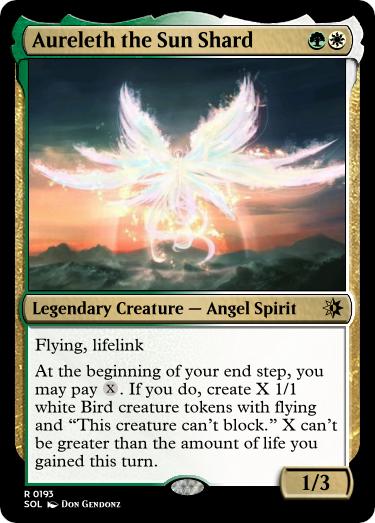 Aureleth the Sun Shard
Legendary Creature — Angel Spirit
Flying, lifelink
At the beginning of your end step, you
may pay X. If you do, create X 1/1
white Bird creature tokens with flying
and “This creature can’t block.” X can’t
be greater than the amount of life you
gained this turn.
1/3
R 0193
SOL Don Gendonz